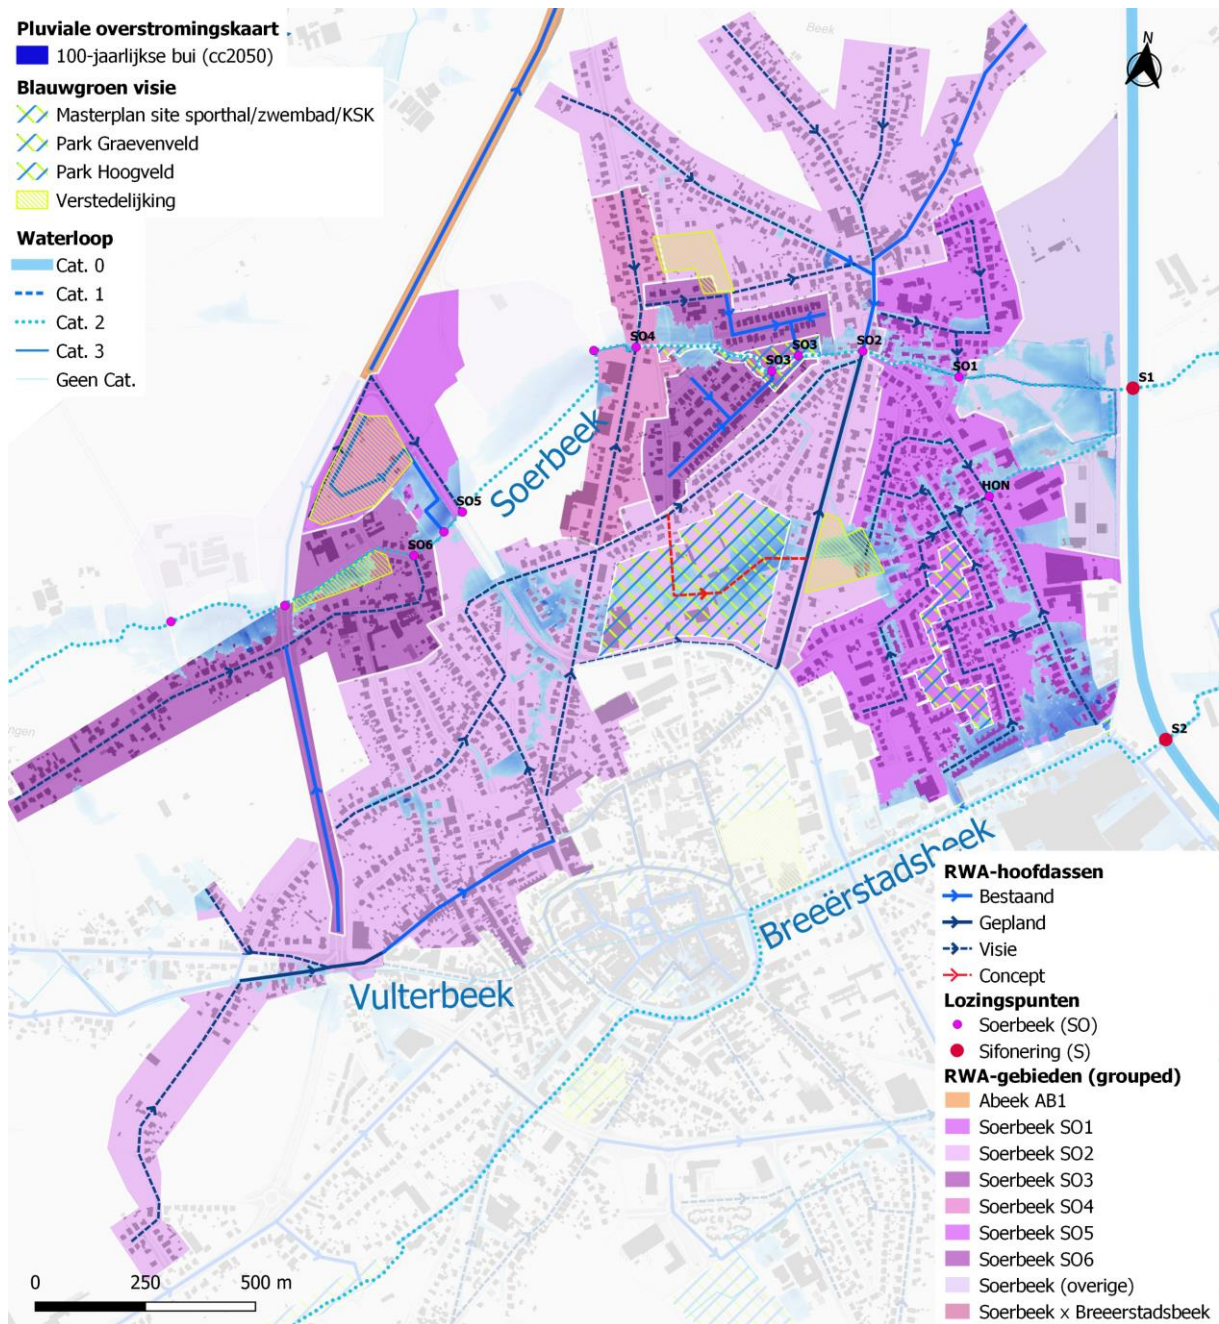 Pluviale overstromingskaart
100-jaarlijkse bui (cc2050)
Blauwgroen visie
Masterplan site sporthal/zwembad/KSK
Park Graevenveld
Park Hoogveld
Verstedelijking
Waterloop
Cat. 0
Cat. 1
Cat. 2
Cat. 3
Geen Cat.
Beek
N
SO4
SO3
SO3
SO2
SO1
S1
Soerbeek
SO5
HON
SO6
ngen
S2
Breeërstadsbeek
Vulterbeek
RWA-hoofdassen
Bestaand
Gepland
Visie
Concept
Lozingspunten
Soerbeek (SO)
Sifonering (S)
RWA-gebieden (grouped)
Abeek AB1
Soerbeek SO1
Soerbeek SO2
Soerbeek SO3
Soerbeek SO4
Soerbeek SO5
Soerbeek SO6
Soerbeek (overige)
Soerbeek x Breeerstadsbeek
0 250 500 m